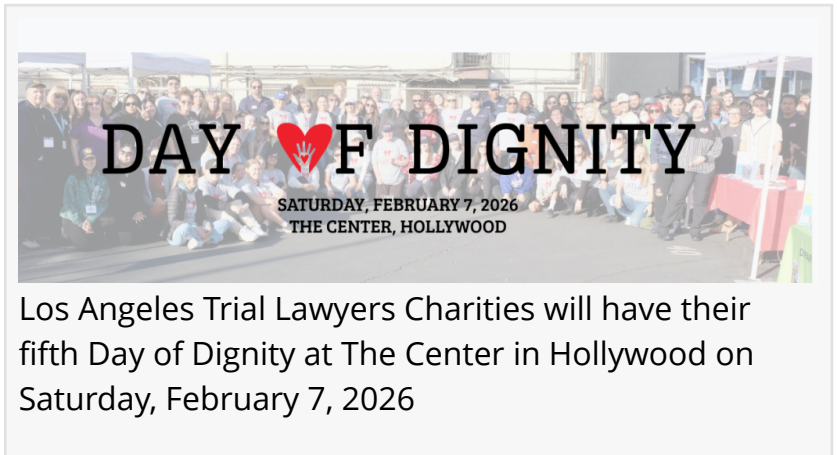 DAY OF DIGNITY
SATURDAY, FEBRUARY 7, 2026
THE CENTER, HOLLYWOOD
Los Angeles Trial Lawyers Charities will have their
fifth Day of Dignity at The Center in Hollywood on
Saturday, February 7, 2026